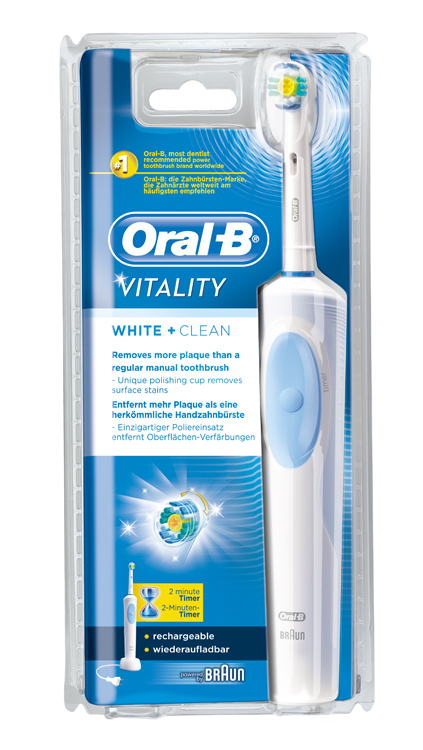 #1
Oral-B, most dentist
recommended power
toothbrush brand worldwide
Oral-B: die Zahnbürsten-Marke,
die Zahnärzte weltweit am
häufigsten empfehlen
Oral-B®
VITALITY
WHITE + CLEAN
Removes more plaque than a
regular manual toothbrush
- Unique polishing cup removes
surface stains
Entfernt mehr Plaque als eine
herkömmliche Handzahnbürste
- Einzigartiger Poliereinsatz
entfernt Oberflächen-Verfärbungen
2 minute
Timer
2-Minuten-
Timer
• rechargeable
• wiederaufladbar
powered by BRAUN
Oral-B
timer
Oral-B
BRAUN